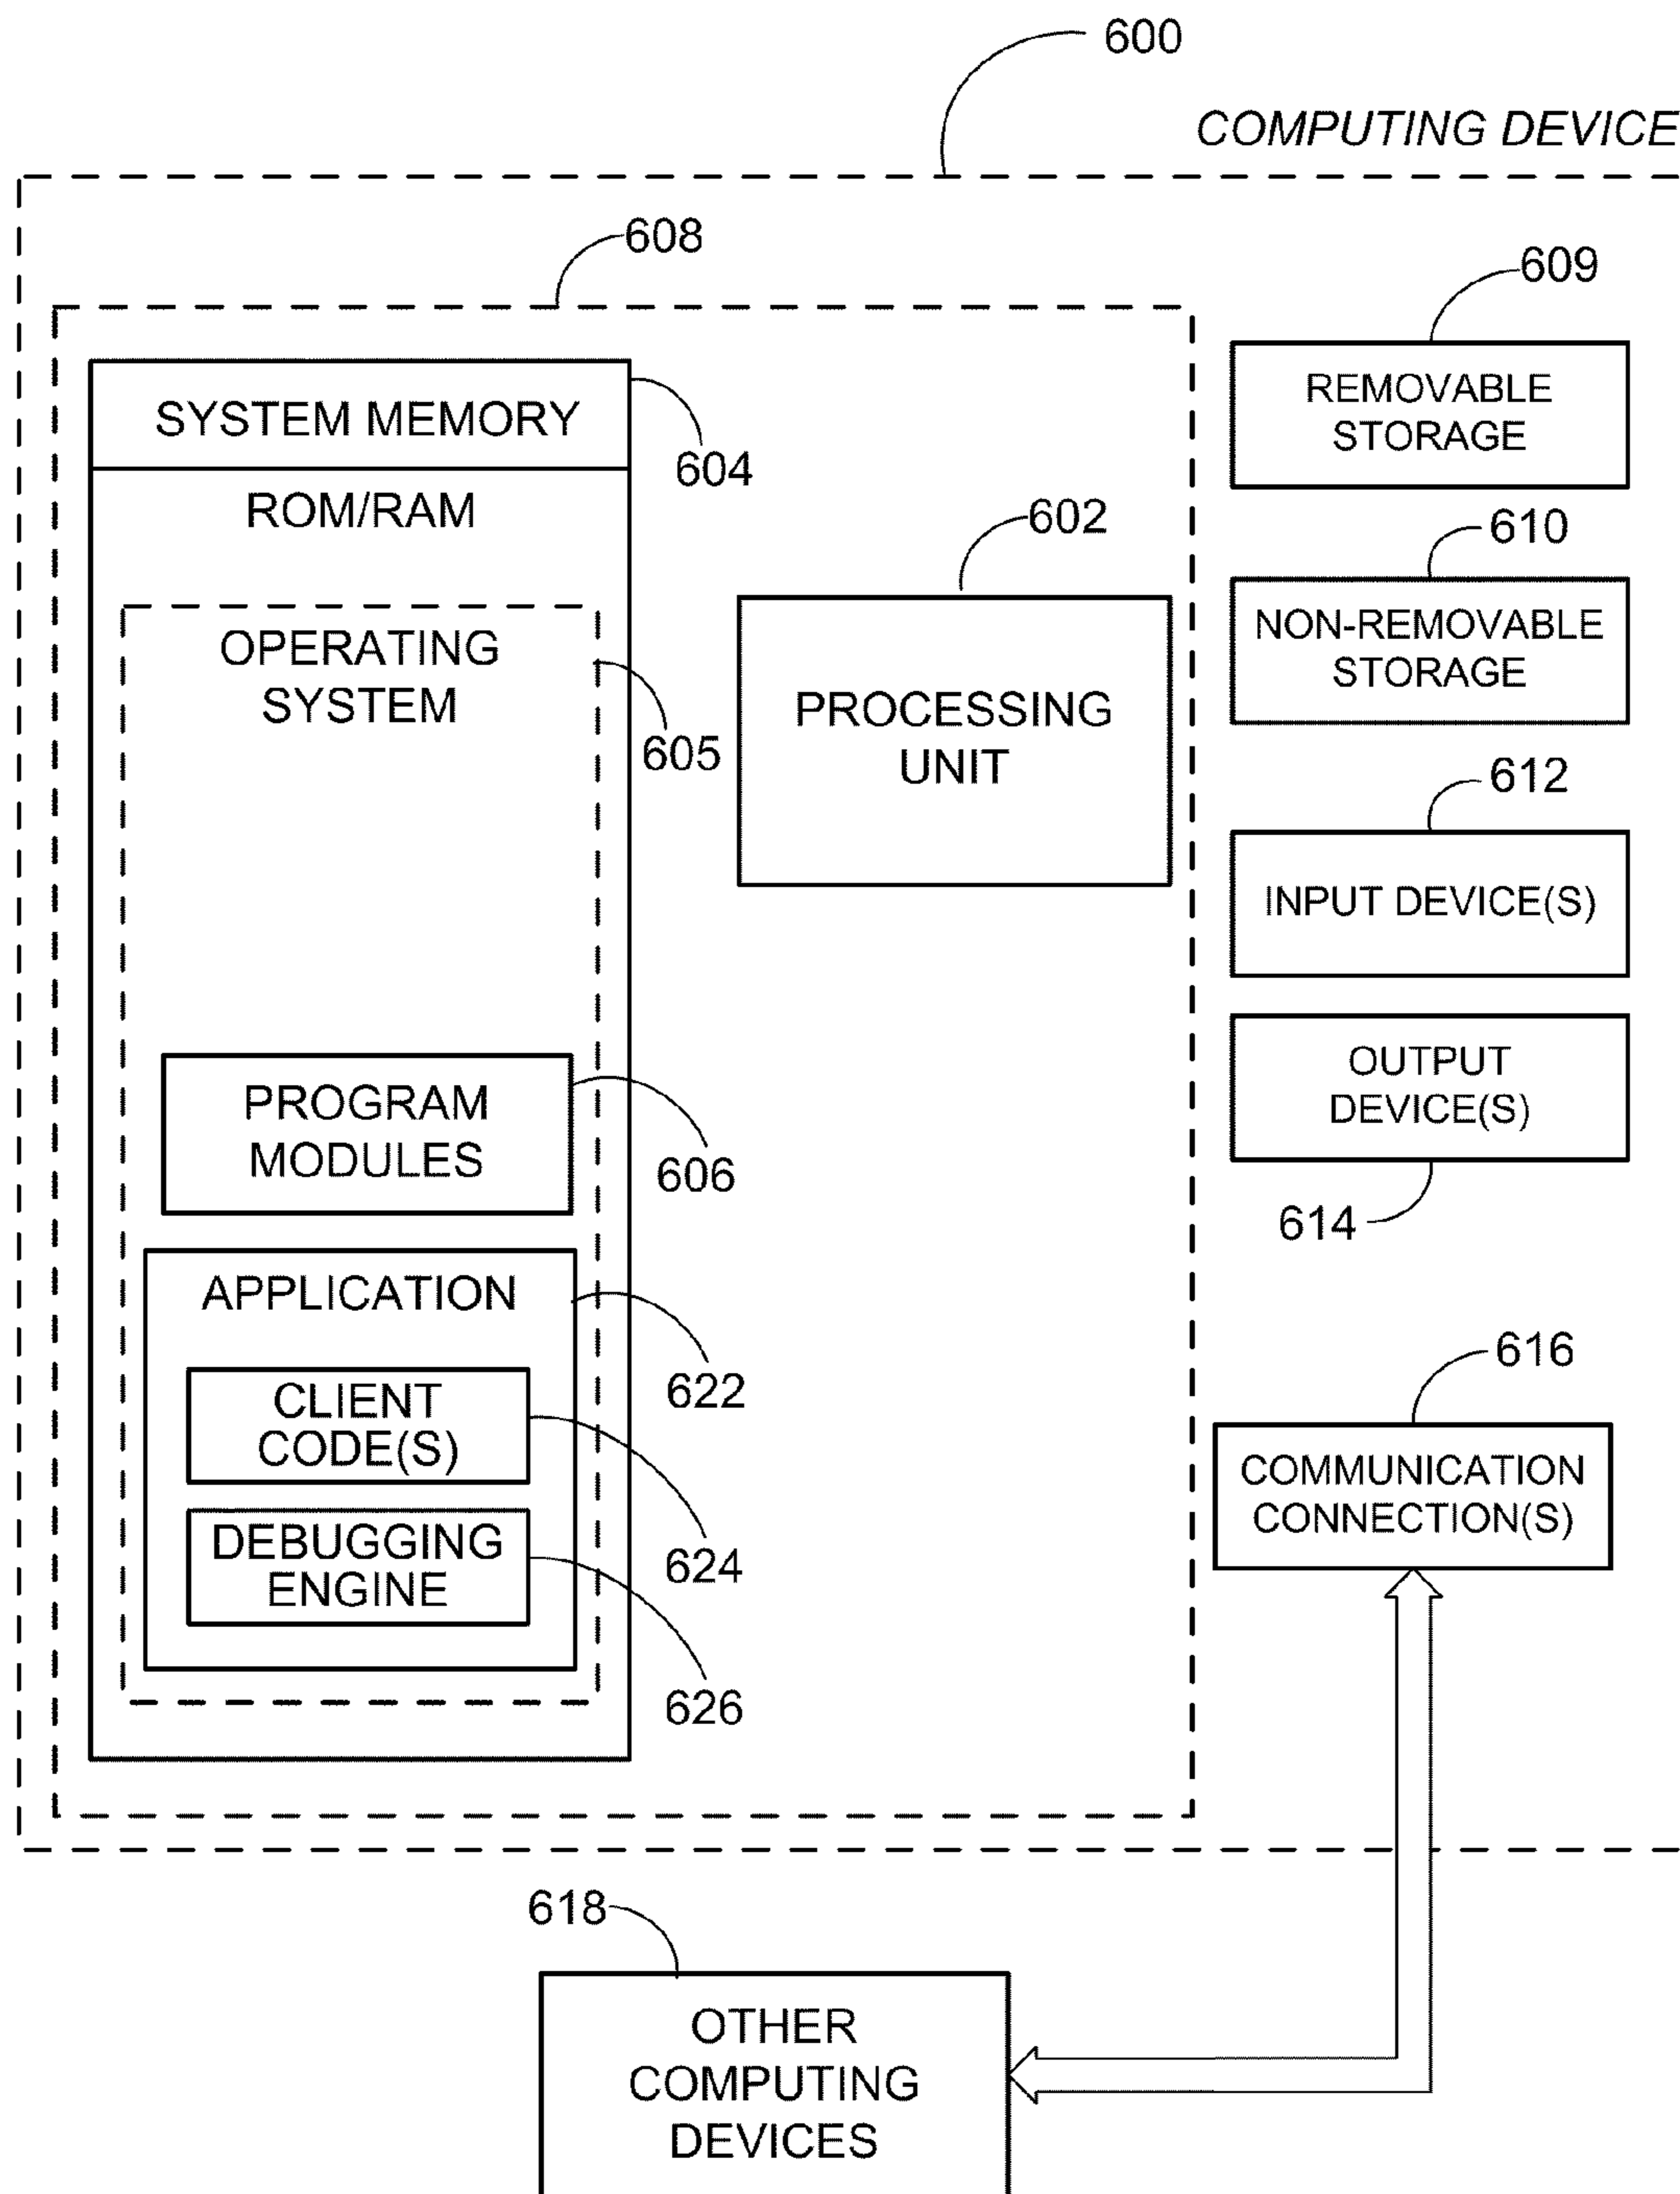 600
COMPUTING DEVICE
608
609
SYSTEM MEMORY
604
ROM/RAM
REMOVABLE
STORAGE
602
610
OPERATING
SYSTEM
605
PROCESSING
UNIT
NON-REMOVABLE
STORAGE
612
INPUT DEVICE(S)
OUTPUT
DEVICE(S)
614
PROGRAM
MODULES
606
APPLICATION
622
CLIENT
CODE(S)
624
DEBUGGING
ENGINE
626
616
COMMUNICATION
CONNECTION(S)
618
OTHER
COMPUTING
DEVICES